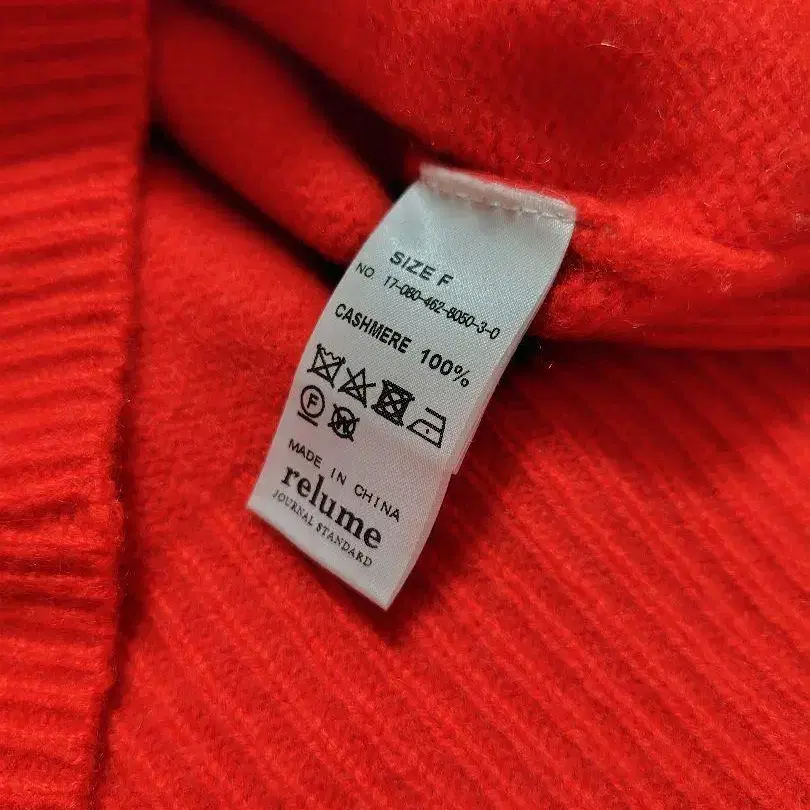 SIZE F
NO 17-080-462-8050-3-0
CASHMERE 100%
F
W
MADE IN CHINA
relume
JOURNAL STANDARD